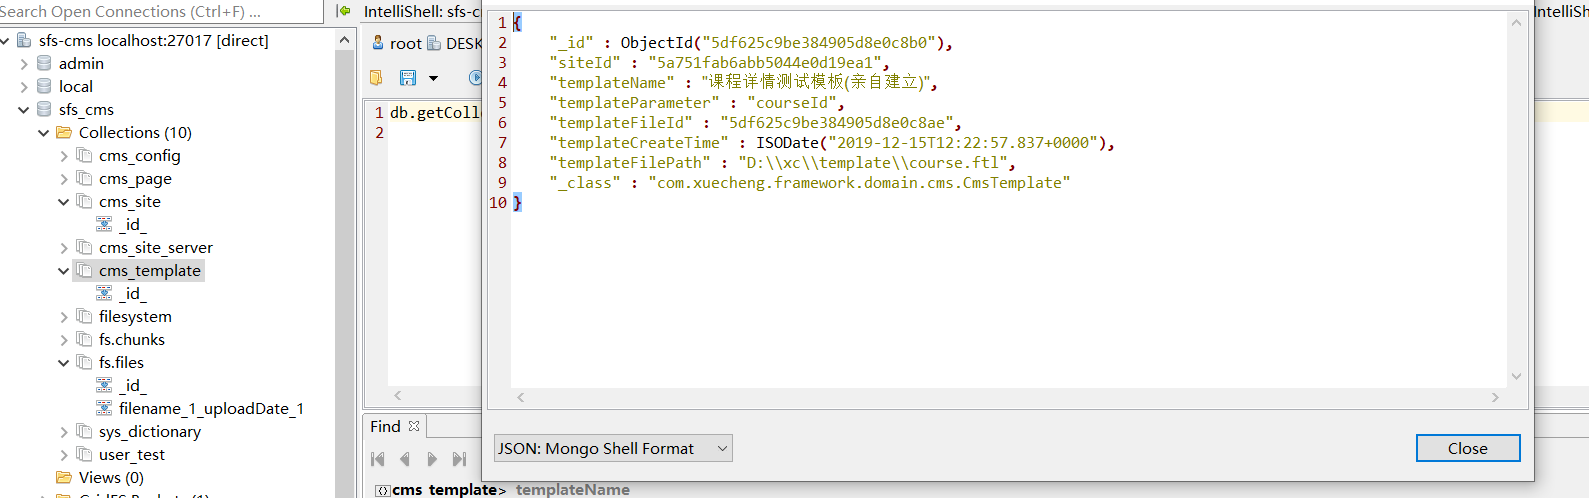 Search Open Connections (Ctrl+F) ...
sfs-cms localhost:27017 [direct]
admin
local
sfs_cms
Collections (10)
cms_config
cms_page
cms_site
_id_
cms_site_server
cms_template
_id_
filesystem
fs.chunks
fs.files
_id_
filename_1_uploadDate_1
sys_dictionary
user_test
Views (0)
IntelliShell: sfs-c
root DESK
1 db.getColl
2
1 {
2 "_id" : ObjectId("5df625c9be384905d8e0c8b0"),
3 "siteId" : "5a751fab6abb5044e0d19ea1",
4 "templateName" : "课程详情测试模板(亲自建立)",
5 "templateParameter" : "courseId",
6 "templateFileId" : "5df625c9be384905d8e0c8ae",
7 "templateCreateTime" : ISODate("2019-12-15T12:22:57.837+0000"),
8 "templateFilePath" : "D:\\xc\\template\\course.ftl",
9 "_class" : "com.xuecheng.framework.domain.cms.CmsTemplate"
10 }
JSON: Mongo Shell Format
Close
IntelliShell
Find
cms_template> templateName